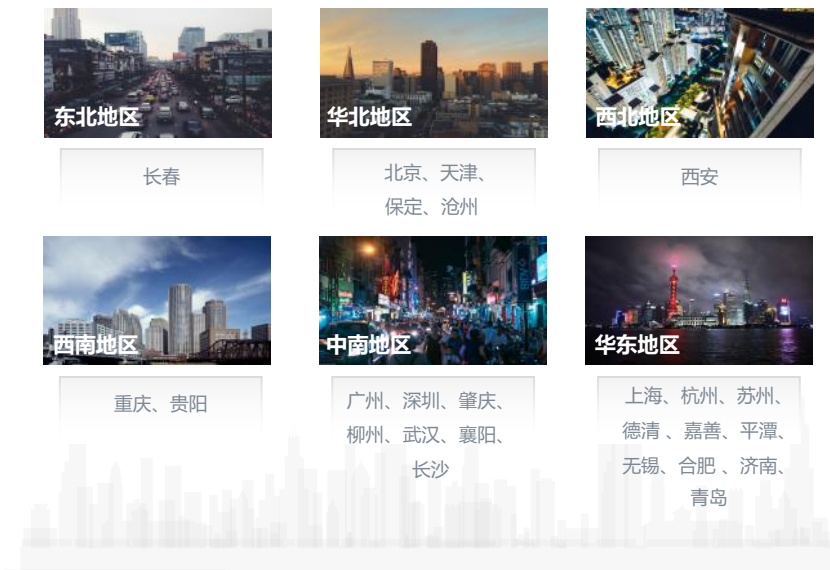 东北地区
华北地区
西北地区
长春
北京、天津、
保定、沧州
西安
西南地区
中南地区
华东地区
重庆、贵阳
广州、深圳、肇庆、
柳州、武汉、襄阳、
长沙
上海、杭州、苏州、
德清 、嘉善、平潭、
无锡、合肥 、济南、
青岛